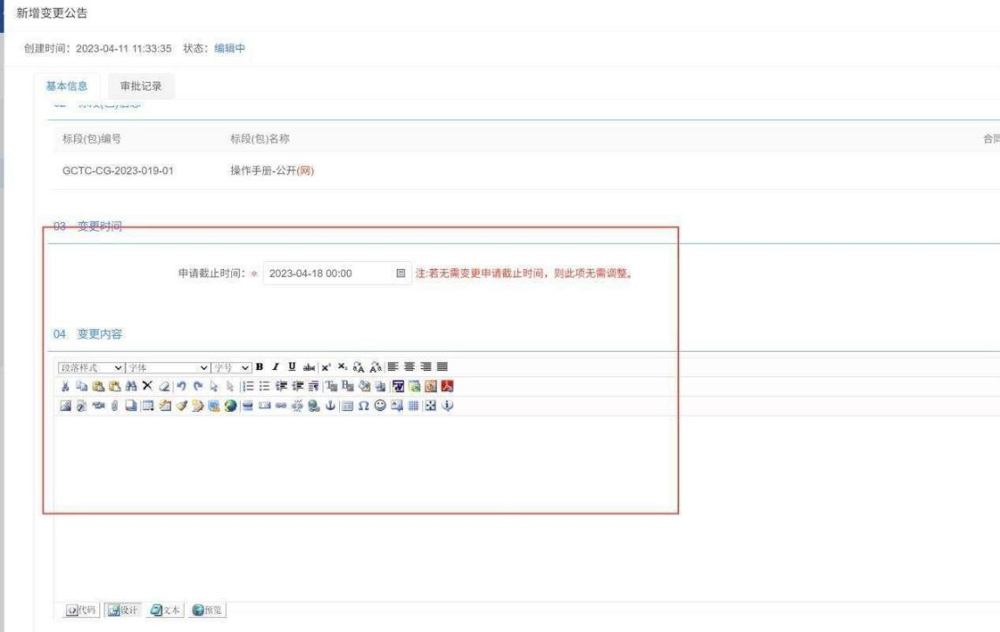 新增变更公告
创建时间：2023-04-11 11:33:35 状态：编辑中
基本信息 审批记录
标段(包)编号 标段(包)名称 合同
GCTC-CG-2023-019-01 操作手册-公开(网)
03 变更时间
申请截止时间：* 2023-04-18 00:00 注:若无需变更申请截止时间，则此项无需调整。
04 变更内容
段落样式 字体 字号 B I U abc x² x₂
代码 设计 文本 预览